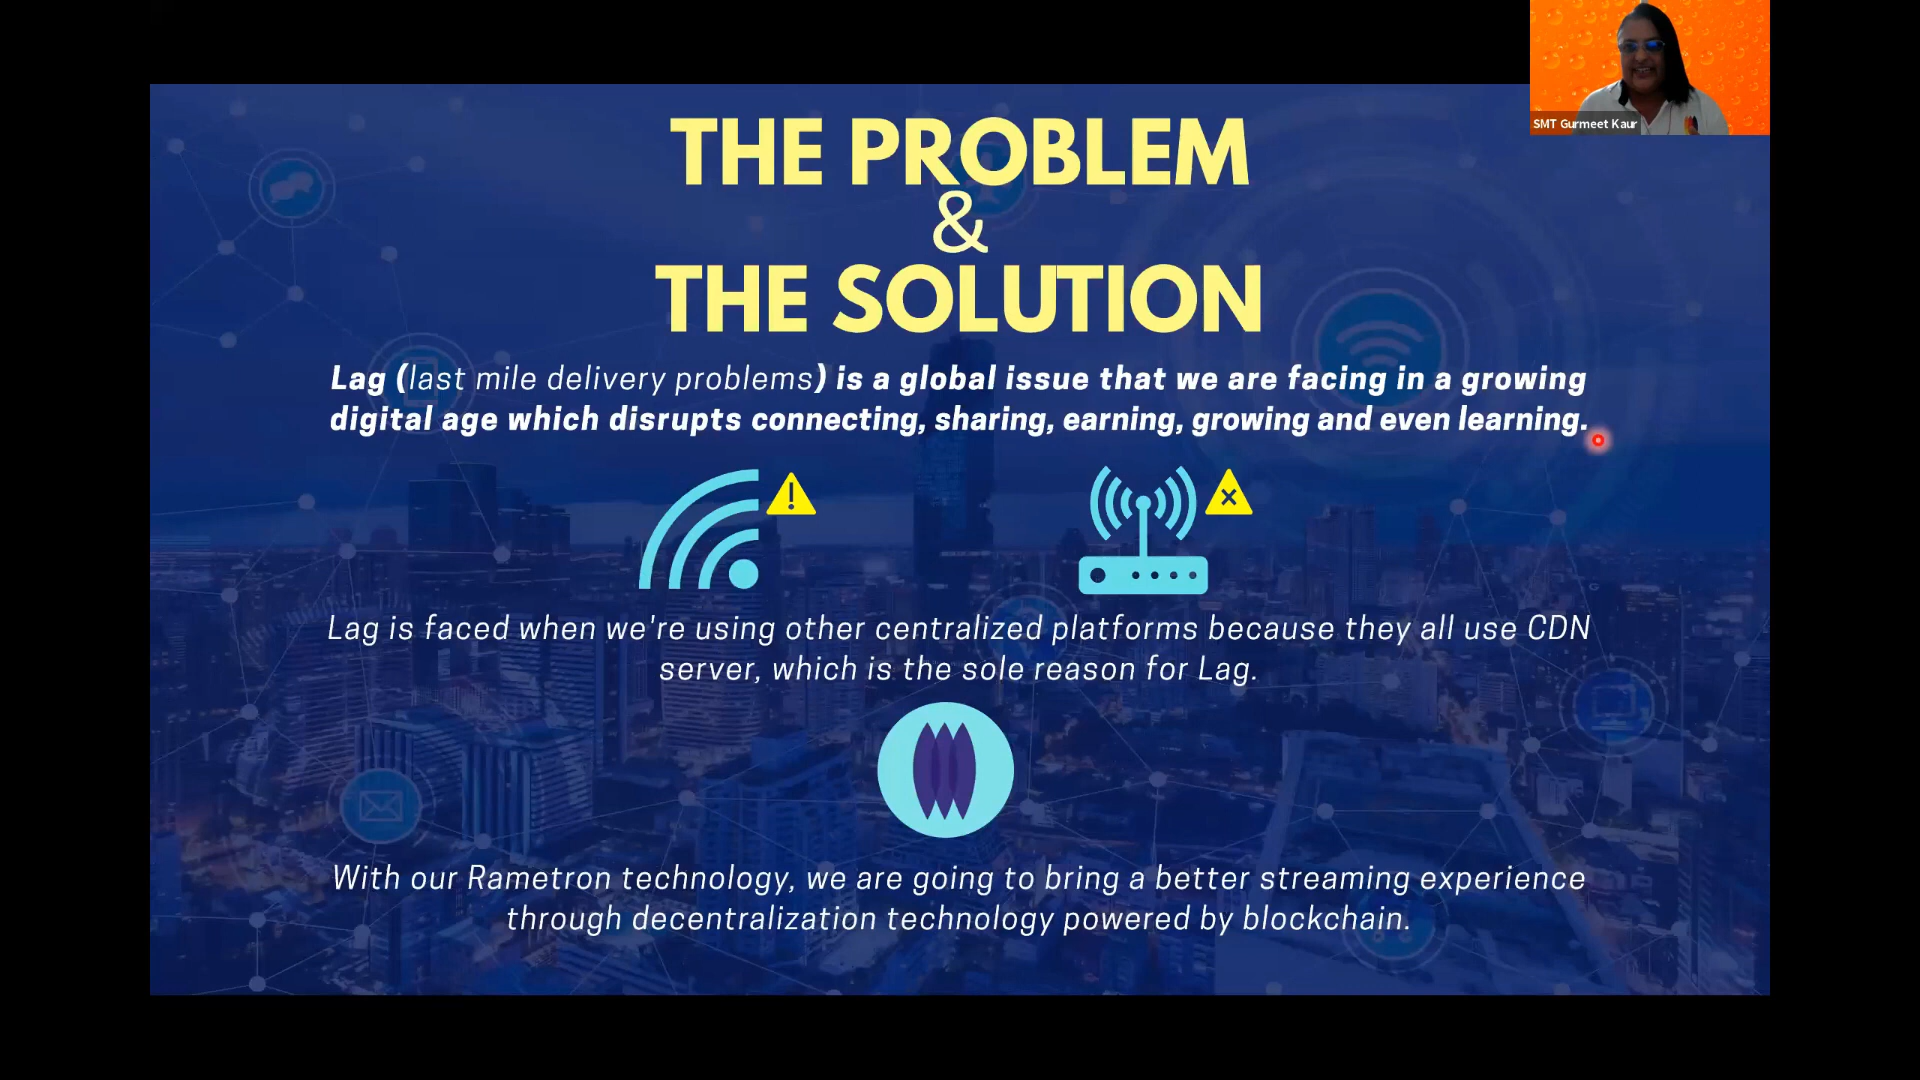 SMT Gurmeet Kaur
THE PROBLEM
&
THE SOLUTION
Lag (last mile delivery problems) is a global issue that we are facing in a growing
digital age which disrupts connecting, sharing, earning, growing and even learning.
Lag is faced when we're using other centralized platforms because they all use CDN
server, which is the sole reason for Lag.
With our Rametron technology, we are going to bring a better streaming experience
through decentralization technology powered by blockchain.